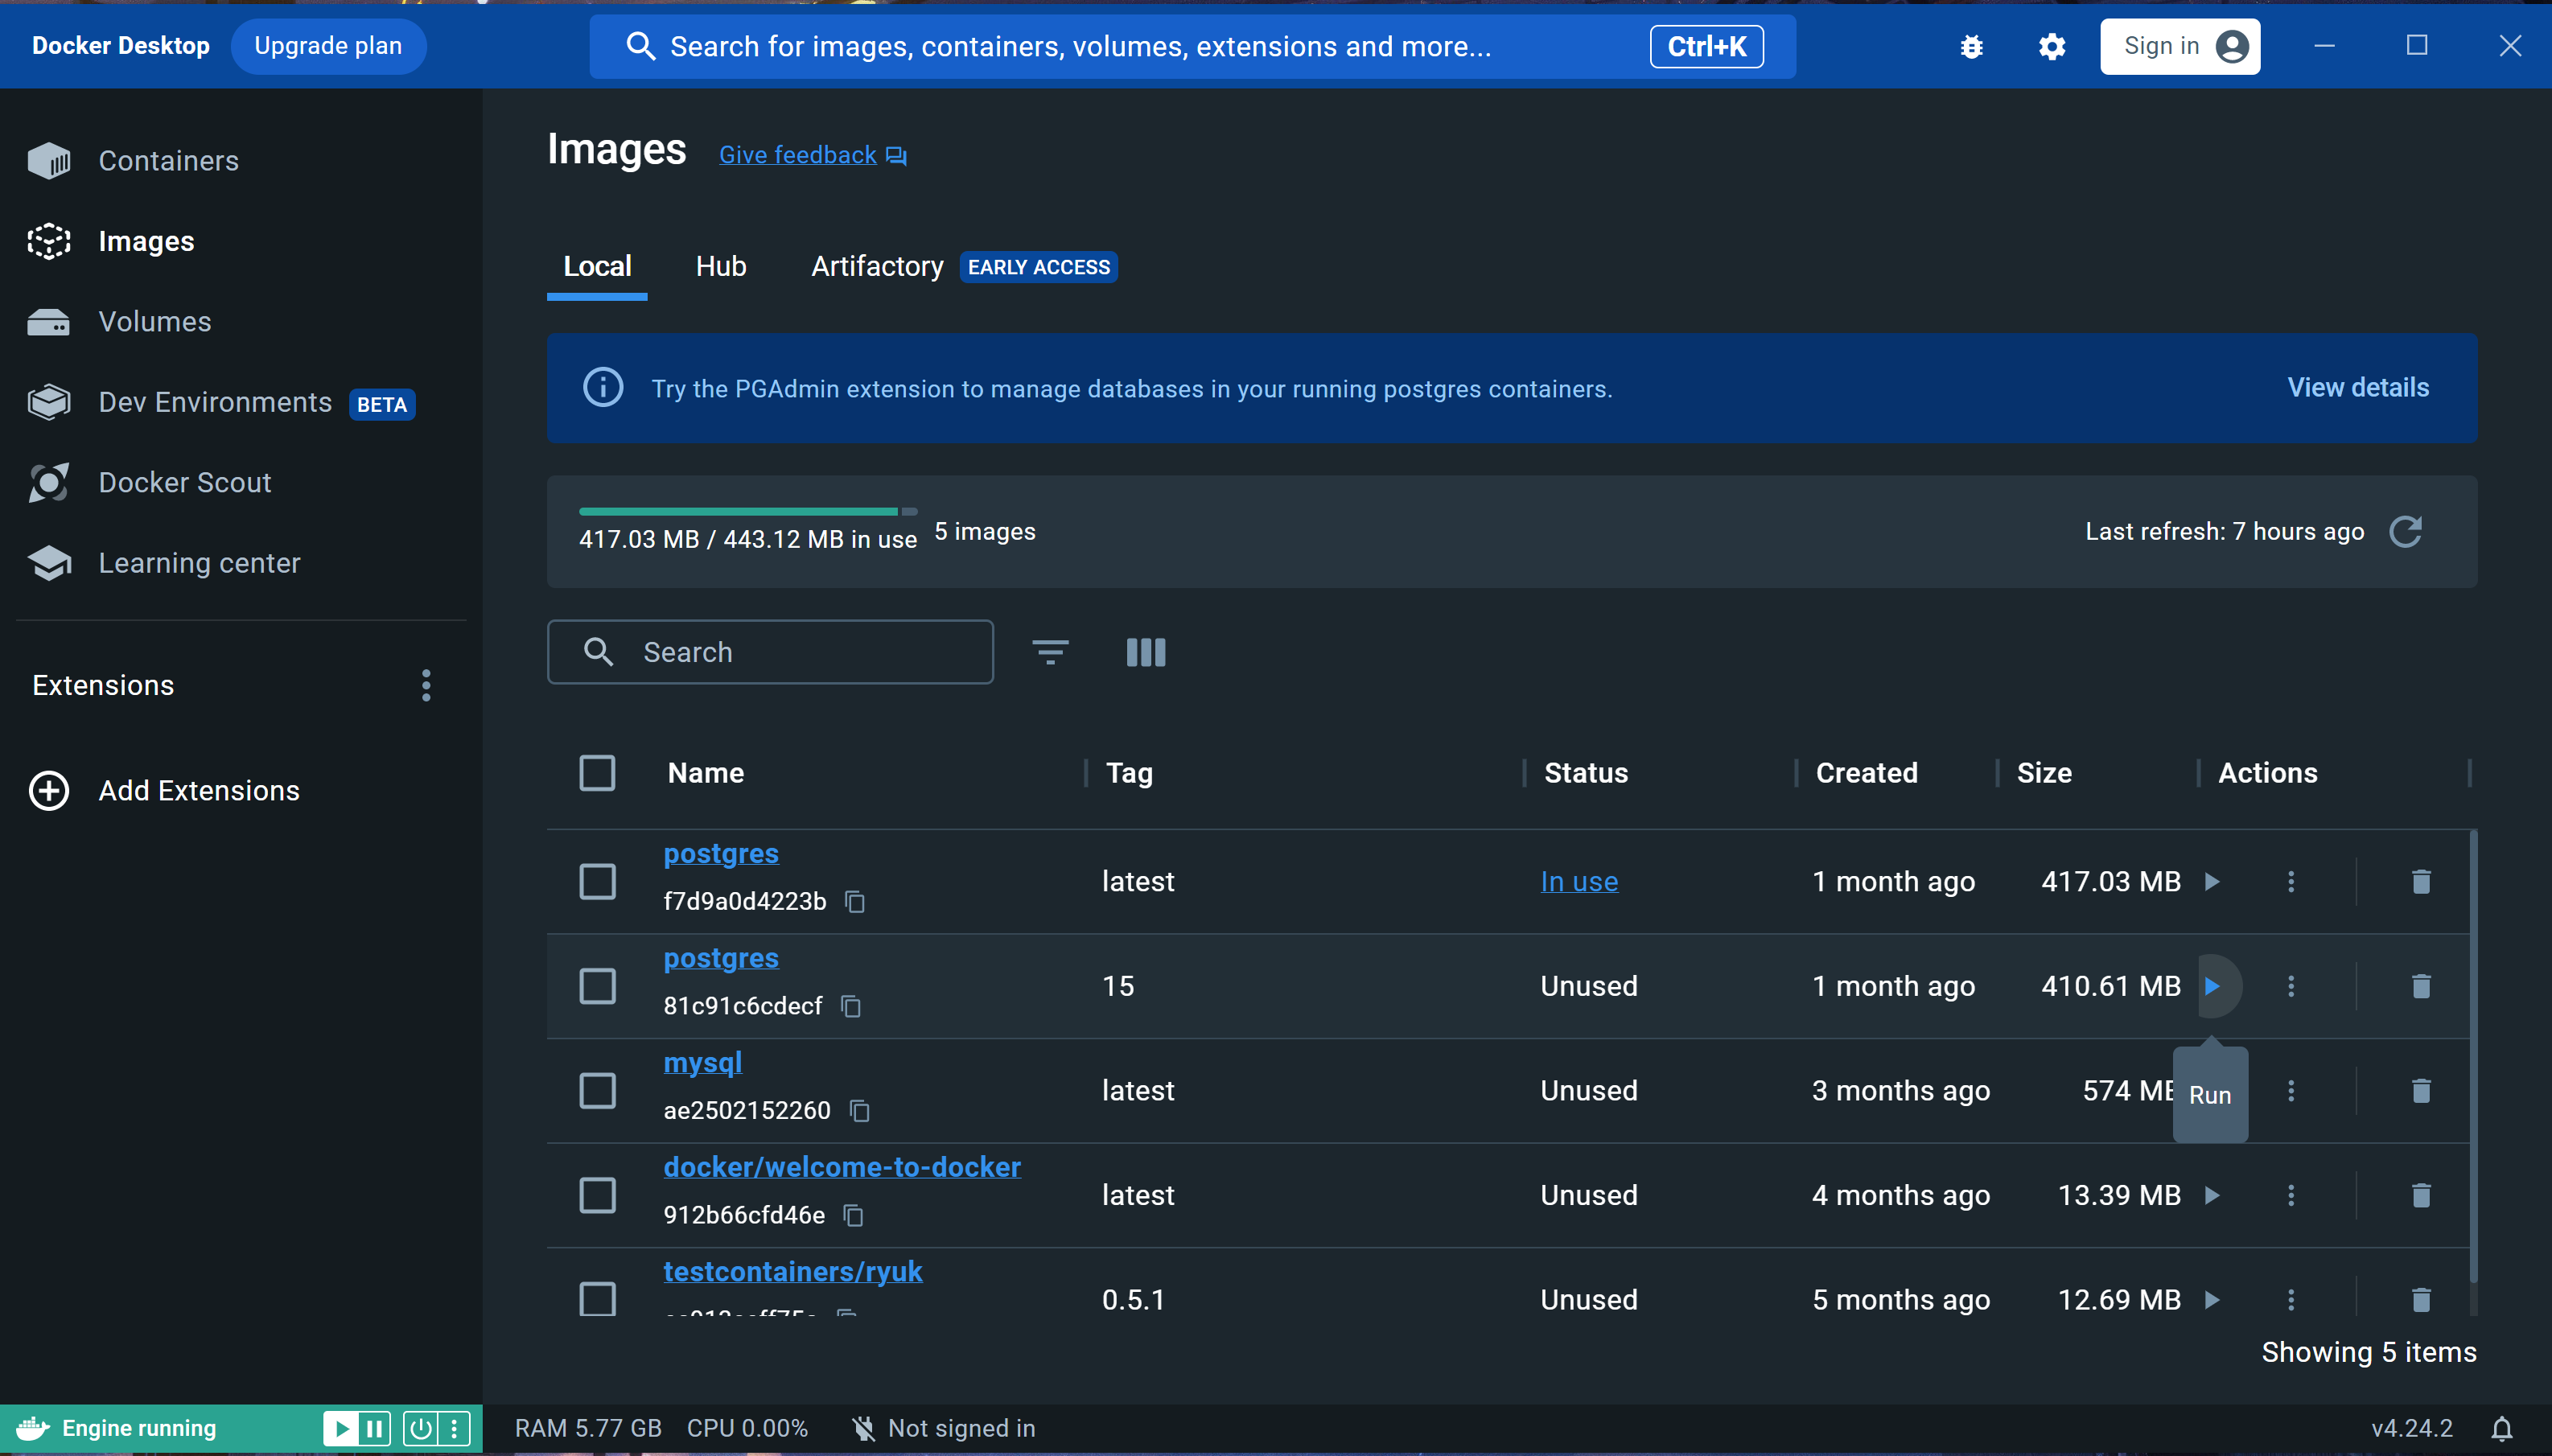 Docker Desktop Upgrade plan Search for images, containers, volumes, extensions and more... Ctrl+K Sign in
Containers
Images
Volumes
Dev Environments BETA
Docker Scout
Learning center
Extensions
Add Extensions
Images Give feedback
Local Hub Artifactory EARLY ACCESS
Try the PGAdmin extension to manage databases in your running postgres containers. View details
417.03 MB / 443.12 MB in use 5 images Last refresh: 7 hours ago
Search
Name Tag Status Created Size Actions
postgres
f7d9a0d4223b
latest In use 1 month ago 417.03 MB
postgres
81c91c6cdecf
15 Unused 1 month ago 410.61 MB
mysql
ae2502152260
latest Unused 3 months ago 574
Run
docker/welcome-to-docker
912b66cfd46e
latest Unused 4 months ago 13.39 MB
testcontainers/ryuk
0.5.1 Unused 5 months ago 12.69 MB
Showing 5 items
Engine running RAM 5.77 GB CPU 0.00% Not signed in v4.24.2